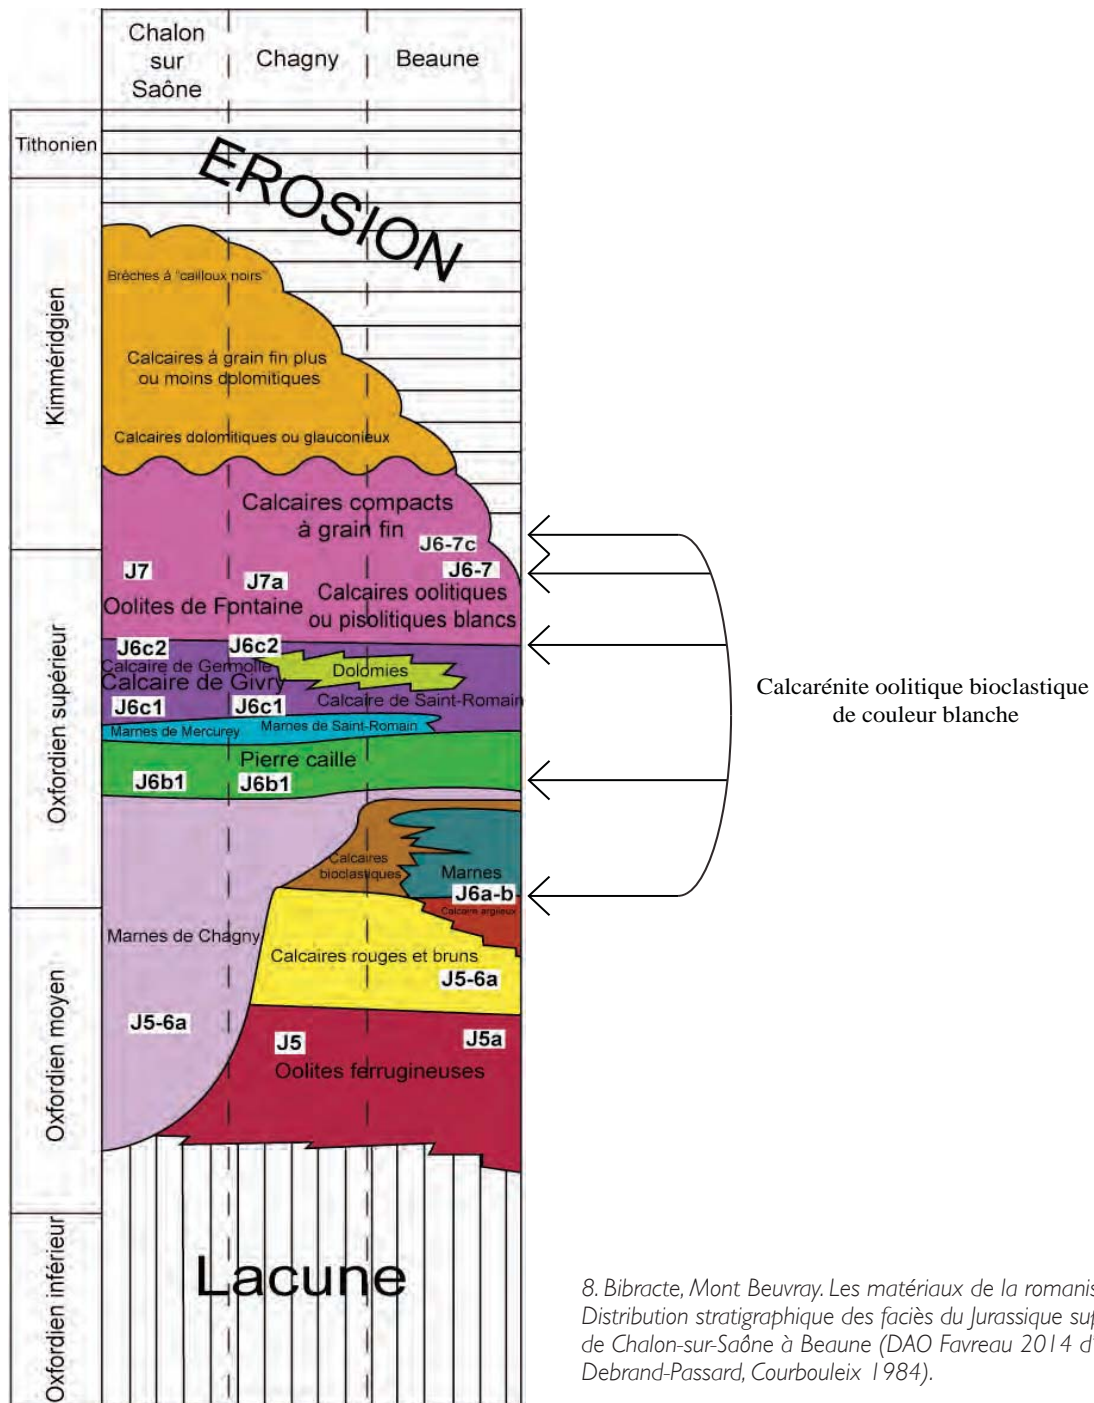 Chalon
sur
Saône
Chagny
Beaune
Tithonien
EROSION
Kimméridgien
Brêches à "cailloux noirs"
Calcaires à grain fin plus
ou moins dolomitiques
Calcaires dolomitiques ou glauconieux
Calcaires compacts
à grain fin
J6-7c
J6-7
J7
J7a
Oolites de Fontaine
Calcaires oolitiques
ou pisolitiques blancs
Oxfordien supérieur
J6c2
J6c2
Calcaire de Germolle
Calcaire de Givry
Dolomies
Calcaire de Saint-Romain
J6c1
J6c1
Marnes de Mercurey
Marnes de Saint-Romain
Pierre caille
J6b1
J6b1
Calcarénite oolitique bioclastique
de couleur blanche
Calcaires
bioclastiques
Marnes
J6a-b
Calcaire argileux
Oxfordien moyen
Marnes de Chagny
Calcaires rouges et bruns
J5-6a
J5-6a
J5
J5a
Oolites ferrugineuses
Oxfordien inférieur
Lacune
8. Bibracte, Mont Beuvray. Les matériaux de la romanis
Distribution stratigraphique des faciès du Jurassique sup
de Chalon-sur-Saône à Beaune (DAO Favreau 2014 d'
Debrand-Passard, Courbouleix 1984).